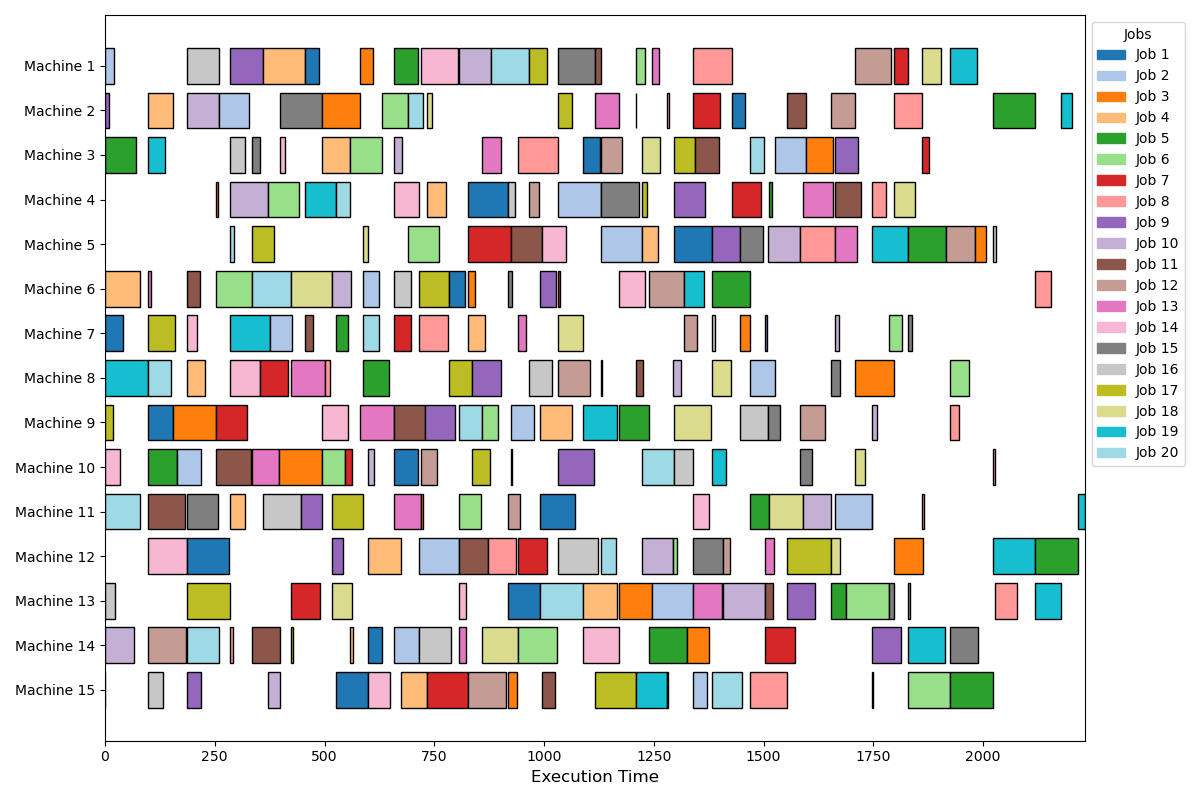 Machine 1
Machine 2
Machine 3
Machine 4
Machine 5
Machine 6
Machine 7
Machine 8
Machine 9
Machine 10
Machine 11
Machine 12
Machine 13
Machine 14
Machine 15
0
250
500
750
1000
1250
1500
1750
2000
Execution Time
Jobs
Job 1
Job 2
Job 3
Job 4
Job 5
Job 6
Job 7
Job 8
Job 9
Job 10
Job 11
Job 12
Job 13
Job 14
Job 15
Job 16
Job 17
Job 18
Job 19
Job 20